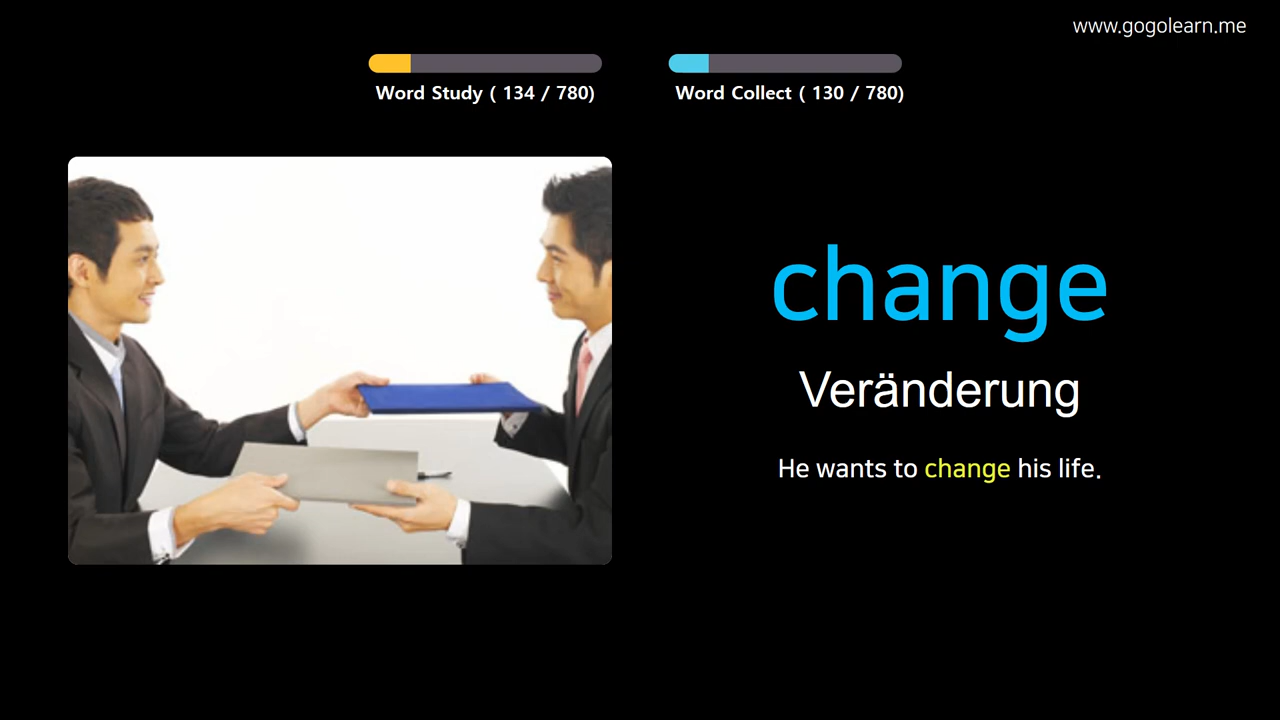 www.gogolearn.me
Word Study ( 134 / 780)
Word Collect ( 130 / 780)
change
Veränderung
He wants to change his life.